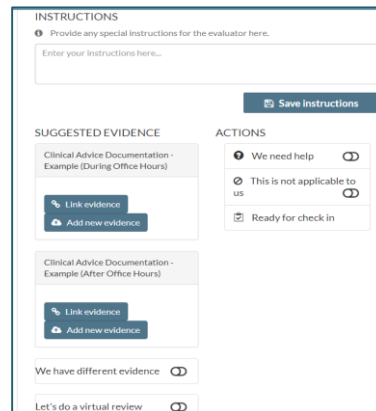 INSTRUCTIONS
Provide any special instructions for the evaluator here.
Enter your instructions here...
Save instructions
SUGGESTED EVIDENCE
Clinical Advice Documentation -
Example (During Office Hours)
Link evidence
Add new evidence
Clinical Advice Documentation -
Example (After Office Hours)
Link evidence
Add new evidence
We have different evidence
Let's do a virtual review
ACTIONS
We need help
This is not applicable to
us
Ready for check in